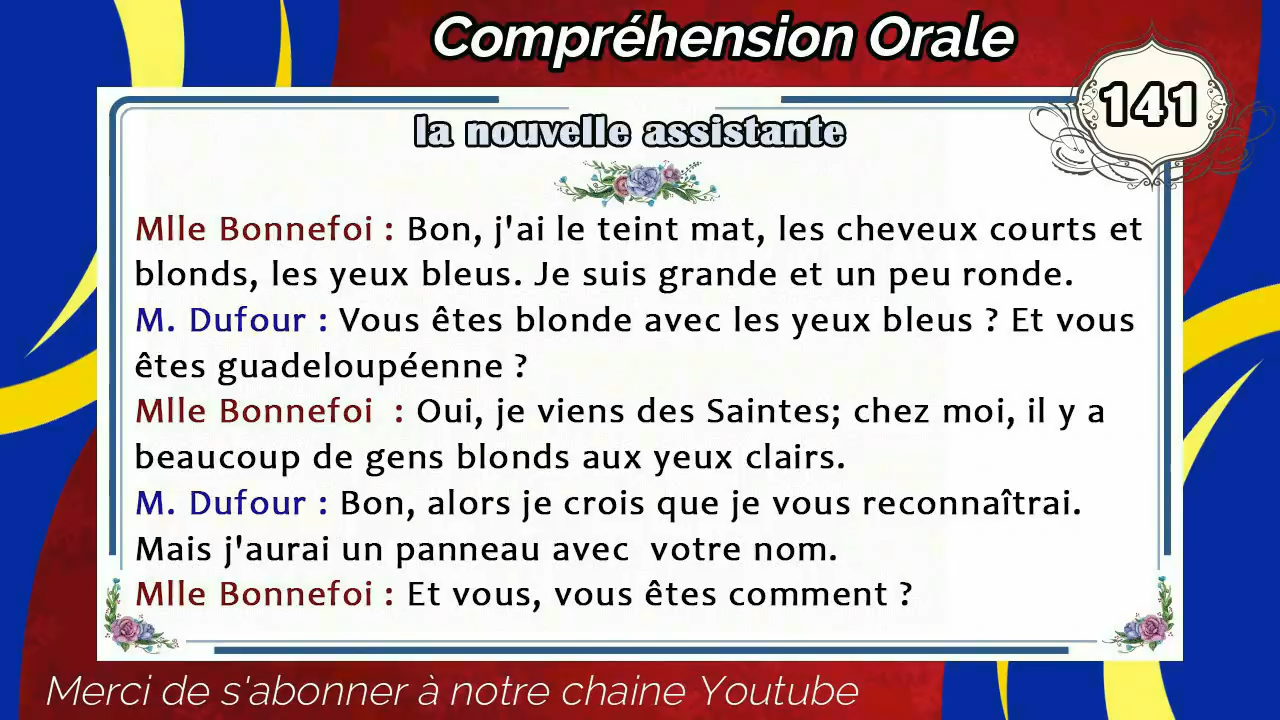 Compréhension Orale
141
la nouvelle assistante
Mlle Bonnefoi : Bon, j'ai le teint mat, les cheveux courts et
blonds, les yeux bleus. Je suis grande et un peu ronde.
M. Dufour : Vous êtes blonde avec les yeux bleus ? Et vous
êtes guadeloupéenne ?
Mlle Bonnefoi : Oui, je viens des Saintes; chez moi, il y a
beaucoup de gens blonds aux yeux clairs.
M. Dufour : Bon, alors je crois que je vous reconnaîtrai.
Mais j'aurai un panneau avec votre nom.
Mlle Bonnefoi : Et vous, vous êtes comment ?
Merci de s'abonner à notre chaine Youtube